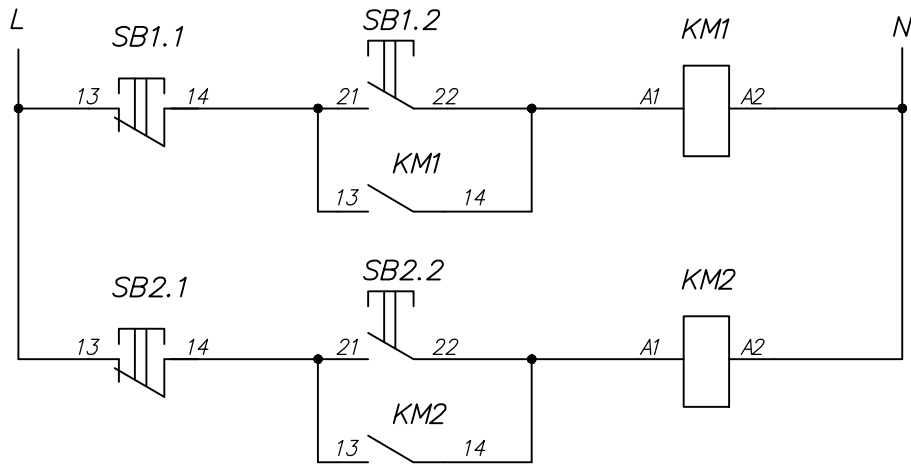 L SB1.1 SB1.2 KM1 N
13 14 21 22 A1 A2
KM1
13 14
SB2.1 SB2.2 KM2
13 14 21 22 A1 A2
KM2
13 14